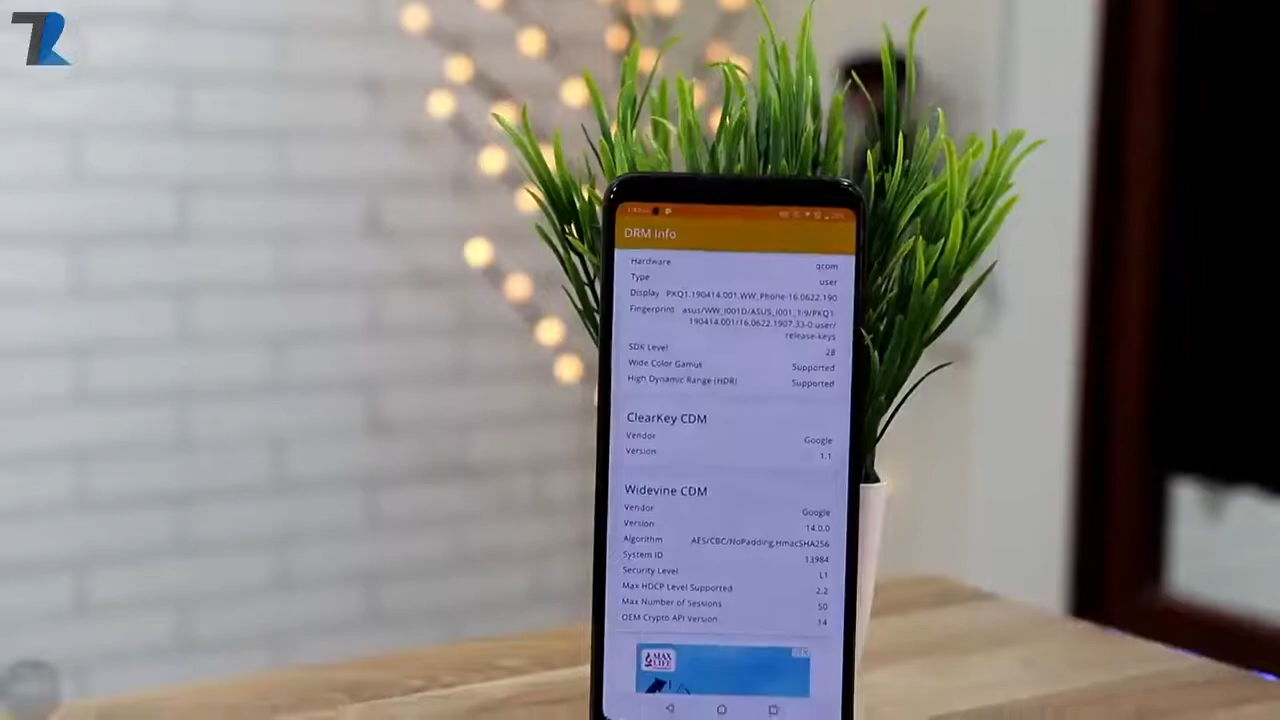 TR
DRM Info
Hardware qcom
Type user
Display PKQ1.190414.001.WW_Phone-16.0622.190
Fingerprint asus/WW_I001D/ASUS_I001_1:9/PKQ1
190414.001/16.0622.1907.33-0:user/
release-keys
SDK Level 28
Wide Color Gamut Supported
High Dynamic Range (HDR) Supported
ClearKey CDM
Vendor Google
Version 1.1
Widevine CDM
Vendor Google
Version 14.0.0
Algorithm AES/CBC/NoPadding,HmacSHA256
System ID 13984
Security Level L1
Max HDCP Level Supported 2.2
Max Number of Sessions 50
OEM Crypto API Version 14
MAX
LIFE